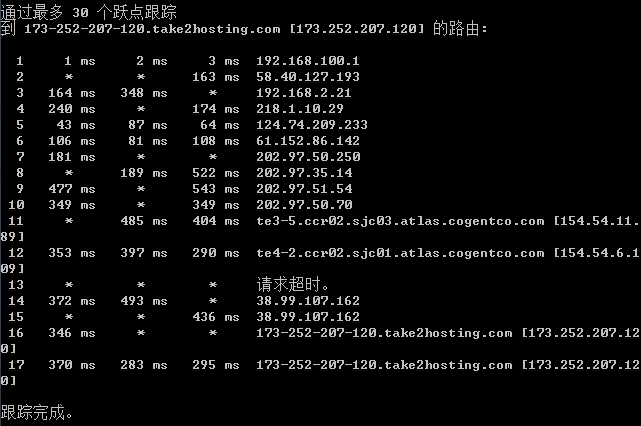 通过最多 30 个跃点跟踪
到 173-252-207-120.take2hosting.com [173.252.207.120] 的路由:
1 1 ms 2 ms 3 ms 192.168.100.1
2 * * 163 ms 58.40.127.193
3 164 ms 348 ms * 192.168.2.21
4 240 ms * 174 ms 218.1.10.29
5 43 ms 87 ms 64 ms 124.74.209.233
6 106 ms 81 ms 108 ms 61.152.86.142
7 181 ms * * 202.97.50.250
8 * 189 ms 522 ms 202.97.35.14
9 477 ms * 543 ms 202.97.51.54
10 349 ms * 349 ms 202.97.50.70
11 * 485 ms 404 ms te3-5.ccr02.sjc03.atlas.cogentco.com [154.54.11.
89]
12 353 ms 397 ms 290 ms te4-2.ccr02.sjc01.atlas.cogentco.com [154.54.6.1
09]
13 * * * 请求超时。
14 372 ms 493 ms * 38.99.107.162
15 * * 436 ms 38.99.107.162
16 346 ms * * 173-252-207-120.take2hosting.com [173.252.207.12
0]
17 370 ms 283 ms 295 ms 173-252-207-120.take2hosting.com [173.252.207.12
0]
跟踪完成。